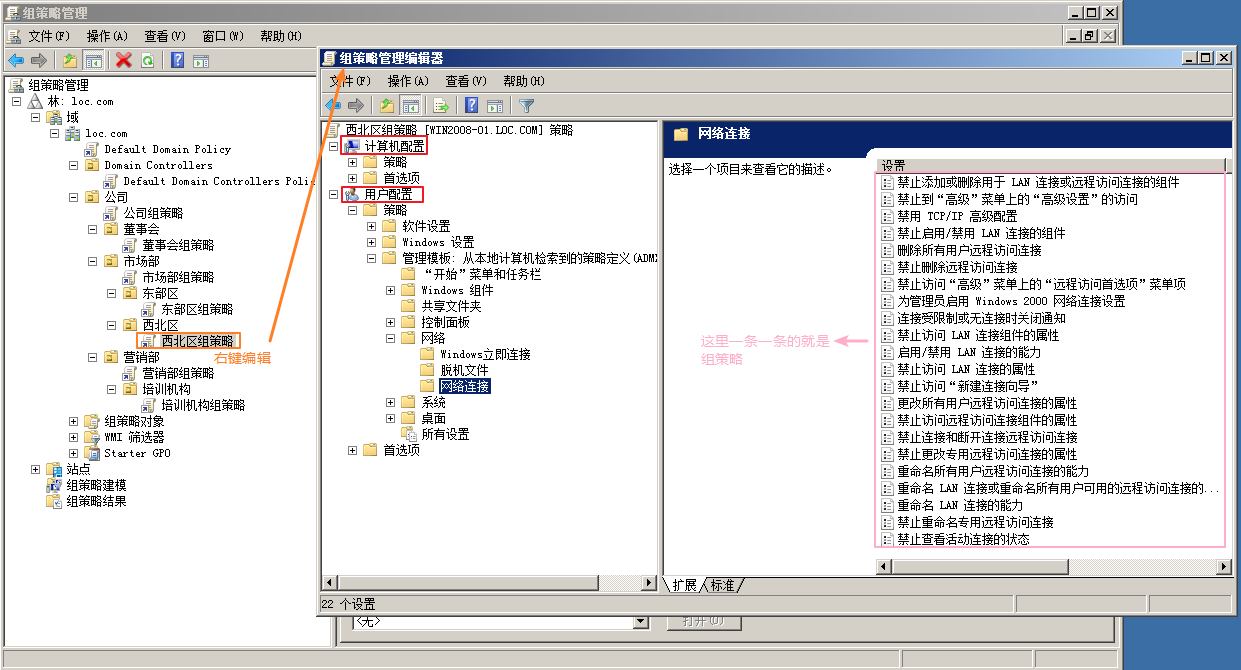 组策略管理
文件(F) 操作(A) 查看(V) 窗口(W) 帮助(H)
组策略管理
林: loc.com
域
loc.com
Default Domain Policy
Domain Controllers
Default Domain Controllers
公司
公司组策略
董事会
董事会组策略
市场部
市场部组策略
东部区
东部区组策略
西北区
西北区组策略
右键编辑
营销部
营销部组策略
培训机构
培训机构组策略
组策略对象
WMI 筛选器
Starter GPO
站点
组策略建模
组策略结果
组策略管理编辑器
文件(F) 操作(A) 查看(V) 帮助(H)
西北区组策略 [WIN2008-01.LOC.COM] 策略
计算机配置
策略
首选项
用户配置
策略
软件设置
Windows 设置
管理模板: 从本地计算机检索到的策略定义(ADMX
“开始”菜单和任务栏
Windows 组件
共享文件夹
控制面板
网络
Windows立即连接
脱机文件
网络连接
系统
桌面
所有设置
首选项
网络连接
选择一个项目来查看它的描述。
设置
禁止添加或删除用于 LAN 连接或远程访问连接的组件
禁止到“高级”菜单上的“高级设置”的访问
禁用 TCP/IP 高级配置
禁止启用/禁用 LAN 连接的组件
删除所有用户远程访问连接
禁止删除远程访问连接
禁止访问“高级”菜单上的“远程访问首选项”菜单项
为管理员启用 Windows 2000 网络连接设置
连接受限制或无连接时关闭通知
禁止访问 LAN 连接组件的属性
启用/禁用 LAN 连接的能力
禁止访问 LAN 连接的属性
禁止访问“新建连接向导”
更改所有用户远程访问连接的属性
禁止访问远程访问连接组件的属性
禁止连接和断开连接远程访问连接
禁止更改专用远程访问连接的属性
重命名所有用户远程访问连接的能力
重命名 LAN 连接或重命名所有用户可用的远程访问连接的...
重命名 LAN 连接的能力
禁止重命名专用远程访问连接
禁止查看活动连接的状态
这里一条一条的就是
组策略
扩展 标准
22 个设置
<无>
打开(O)